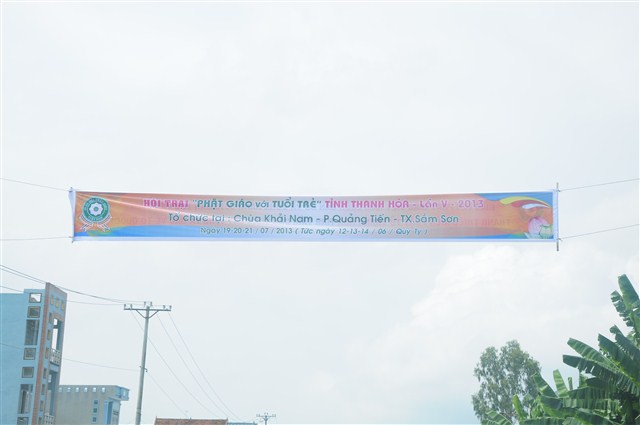 HỘI TRẠI "PHẬT GIÁO với TUỔI TRẺ" TỈNH THANH HÓA - Lần V - 2013
Tổ chức tại - Chùa Khải Nam - P.Quảng Tiến - TX Sầm Sơn
Ngày 19-20-21 / 07 / 2013 ( Tức ngày 12-13-14 / 06 / Quý Tỵ )